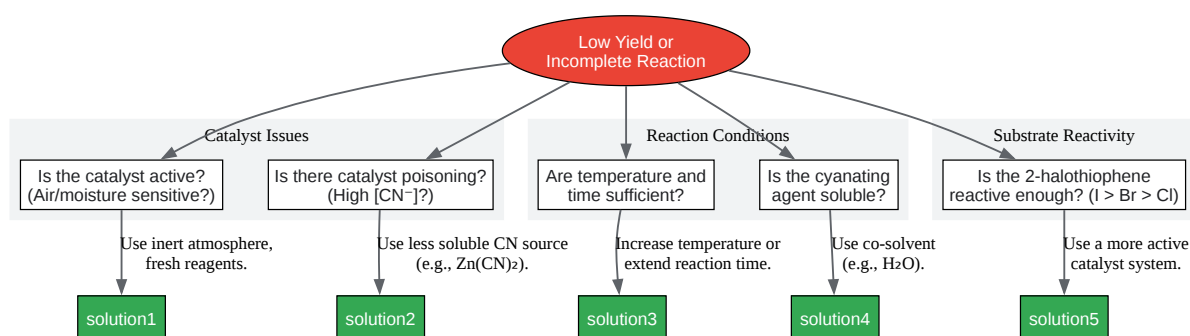 Low Yield or
Incomplete Reaction
Catalyst Issues
Reaction Conditions
Substrate Reactivity
Is the catalyst active?
(Air/moisture sensitive?)
Is there catalyst poisoning?
(High [CN⁻]?)
Are temperature and
time sufficient?
Is the cyanating
agent soluble?
Is the 2-halothiophene
reactive enough? (I > Br > Cl)
Use inert atmosphere,
fresh reagents.
Use less soluble CN source
(e.g., Zn(CN)₂).
Increase temperature or
extend reaction time.
Use co-solvent
(e.g., H₂O).
Use a more active
catalyst system.
solution1
solution2
solution3
solution4
solution5